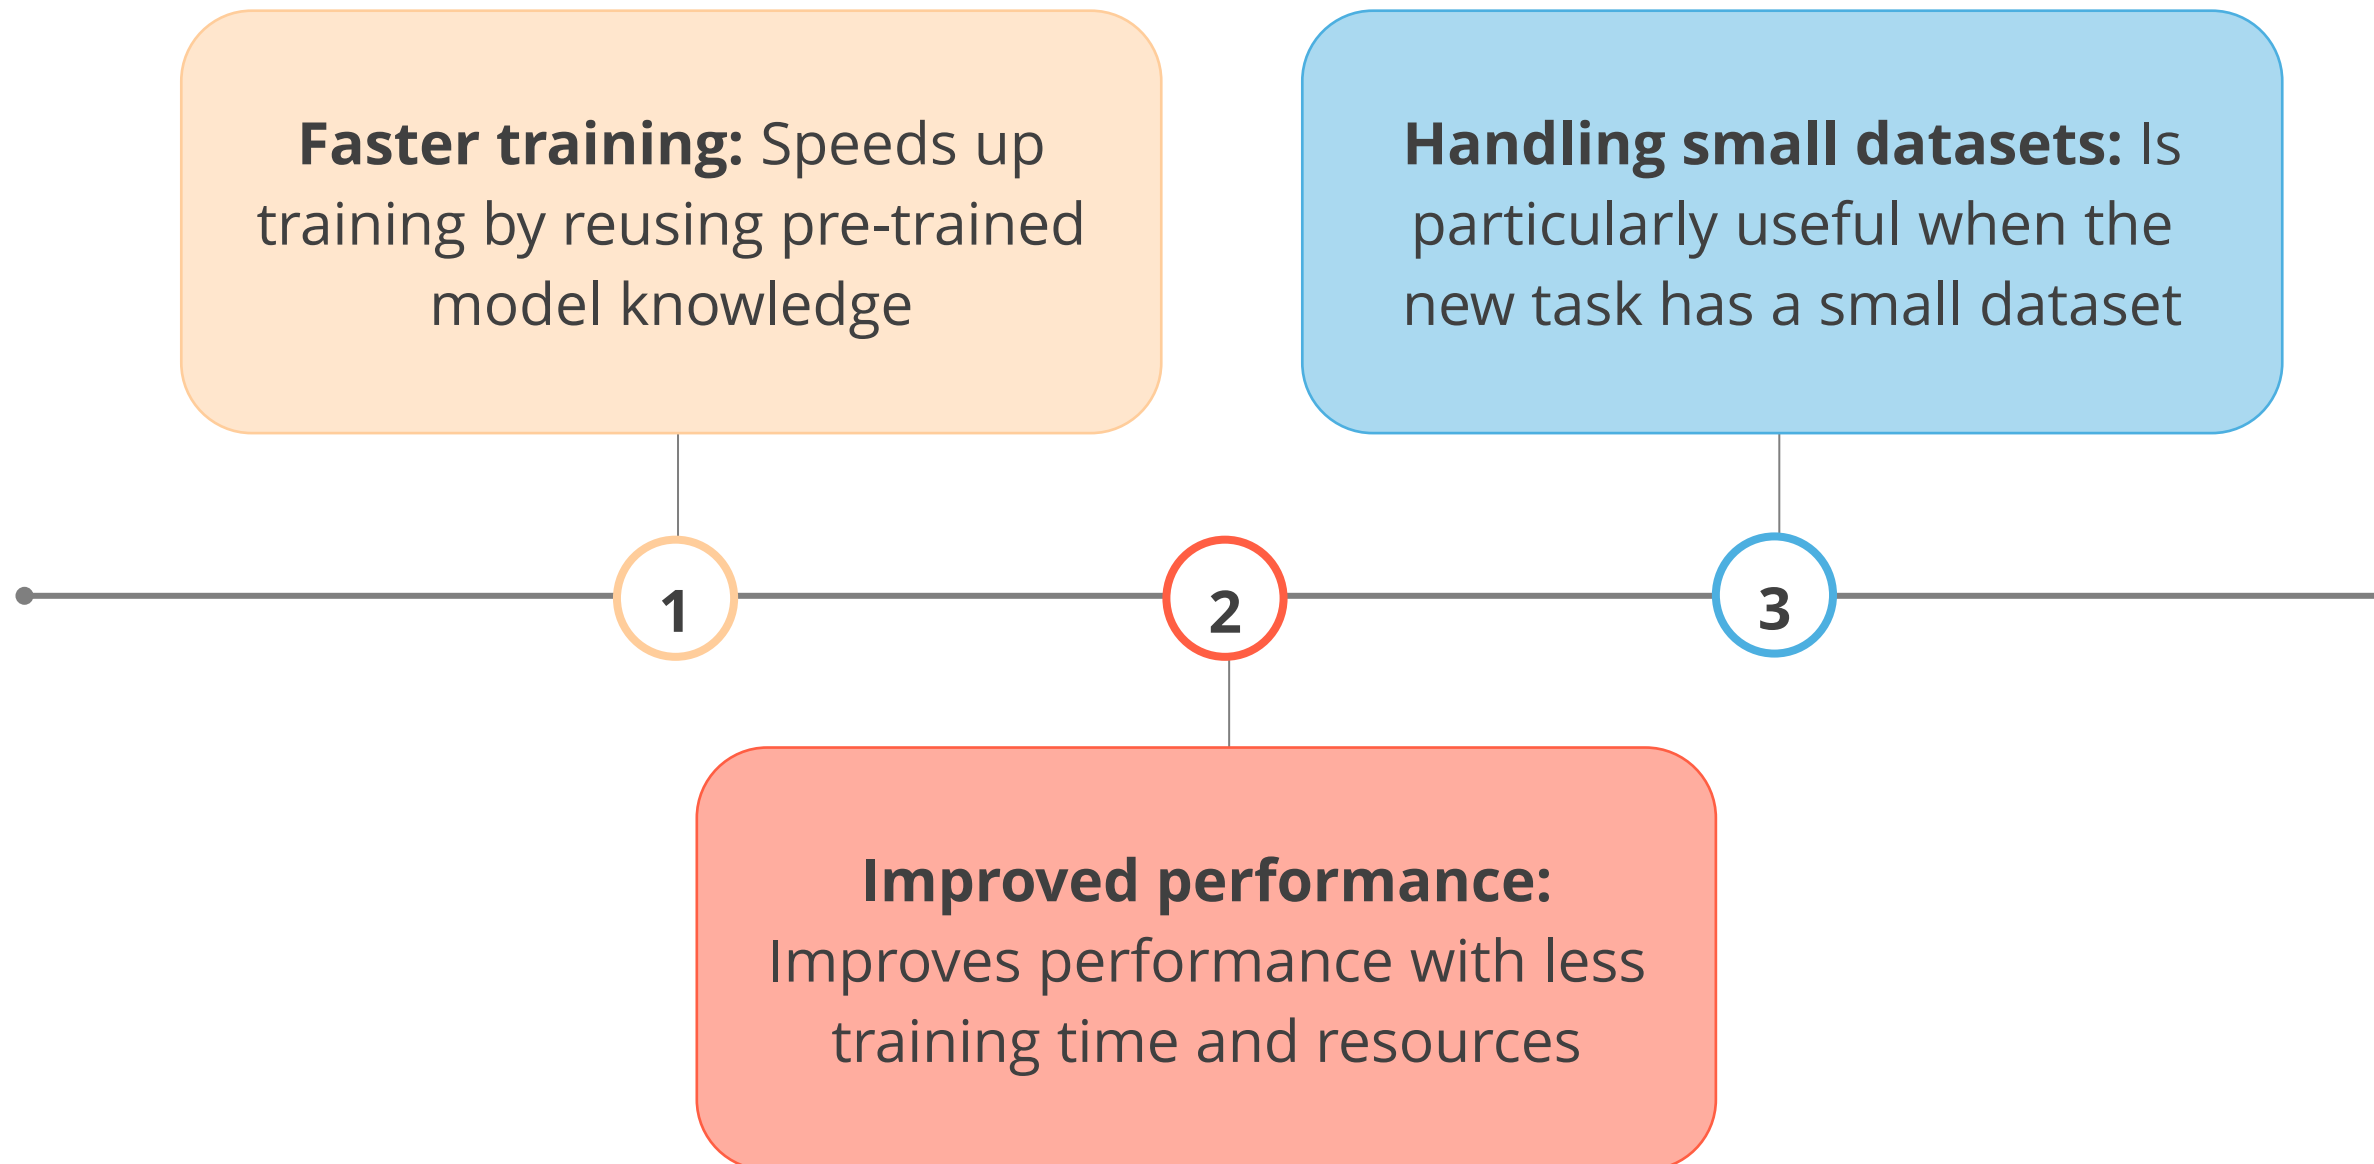 Faster training: Speeds up
training by reusing pre-trained
model knowledge
Handling small datasets: Is
particularly useful when the
new task has a small dataset
1
2
3
Improved performance:
Improves performance with less
training time and resources